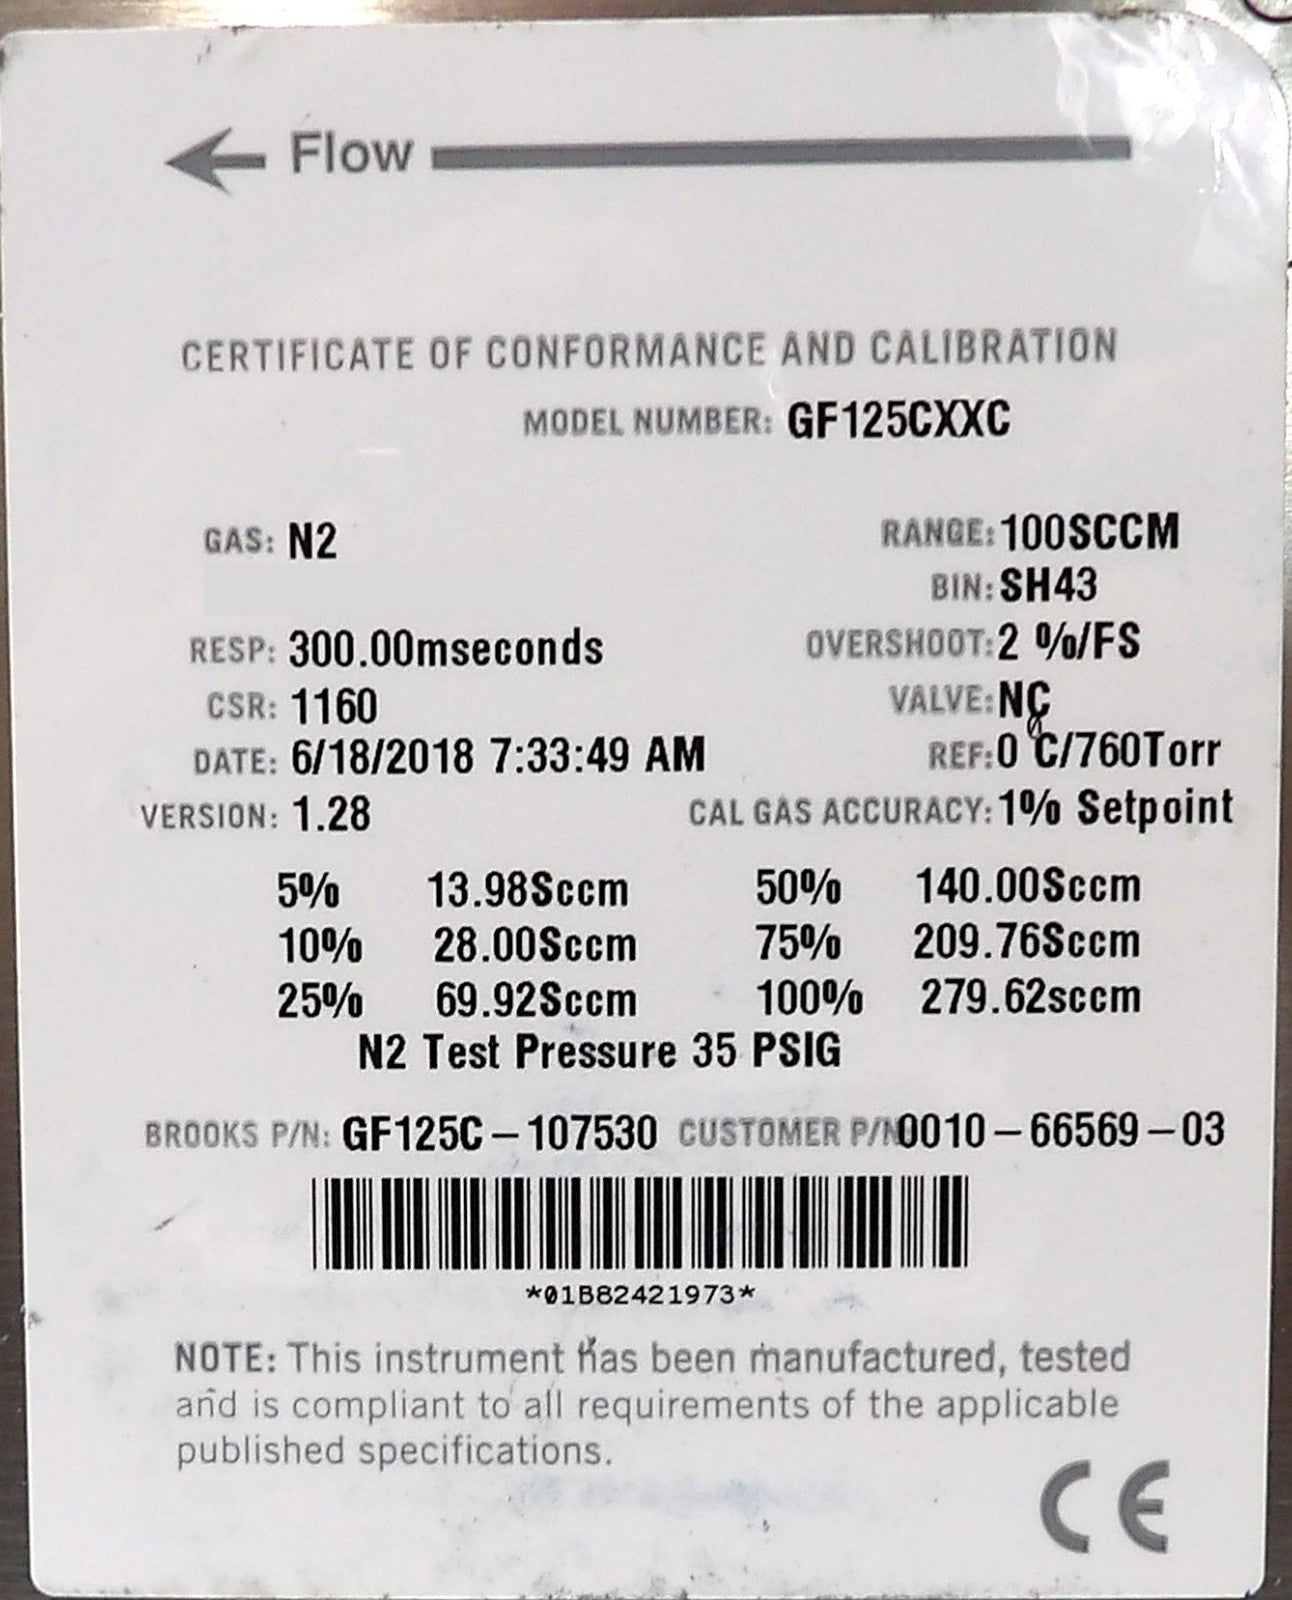 Flow
CERTIFICATE OF CONFORMANCE AND CALIBRATION
MODEL NUMBER: GF125CXXC
GAS: N2 RANGE: 100SCCM
BIN: SH43
RESP: 300.00mseconds OVERSHOOT: 2 %/FS
CSR: 1160 VALVE: NC
DATE: 6/18/2018 7:33:49 AM REF: 0 C/760Torr
VERSION: 1.28 CAL GAS ACCURACY: 1% Setpoint
5% 13.98Sccm 50% 140.00Sccm
10% 28.00Sccm 75% 209.76Sccm
25% 69.92Sccm 100% 279.62sccm
N2 Test Pressure 35 PSIG
BROOKS P/N: GF125C-107530 CUSTOMER P/N 0010-66569-03
*01B82421973*
NOTE: This instrument has been manufactured, tested
and is compliant to all requirements of the applicable
published specifications.
CE